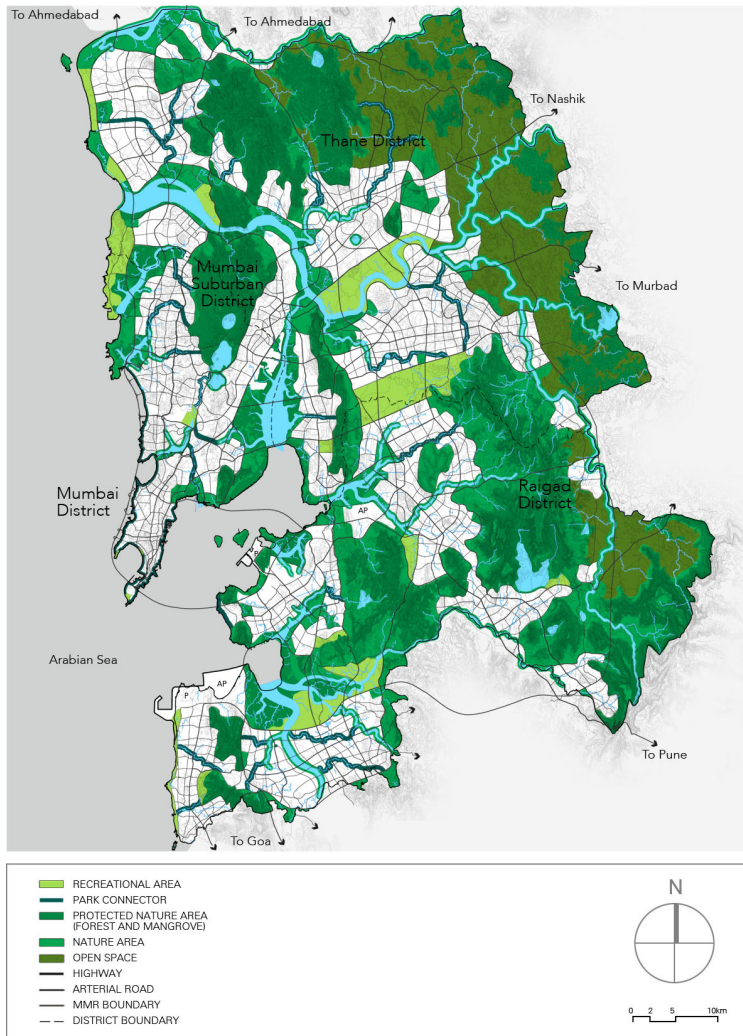 To Ahmedabad
To Ahmedabad
To Nashik
Thane District
Mumbai
Suburban
District
To Murbad
Mumbai
District
Raigad
District
AP
P
Arabian Sea
AP
P
To Pune
To Goa
RECREATIONAL AREA
PARK CONNECTOR
PROTECTED NATURE AREA
(FOREST AND MANGROVE)
NATURE AREA
OPEN SPACE
HIGHWAY
ARTERIAL ROAD
MMR BOUNDARY
DISTRICT BOUNDARY
N
0 2 5 10km